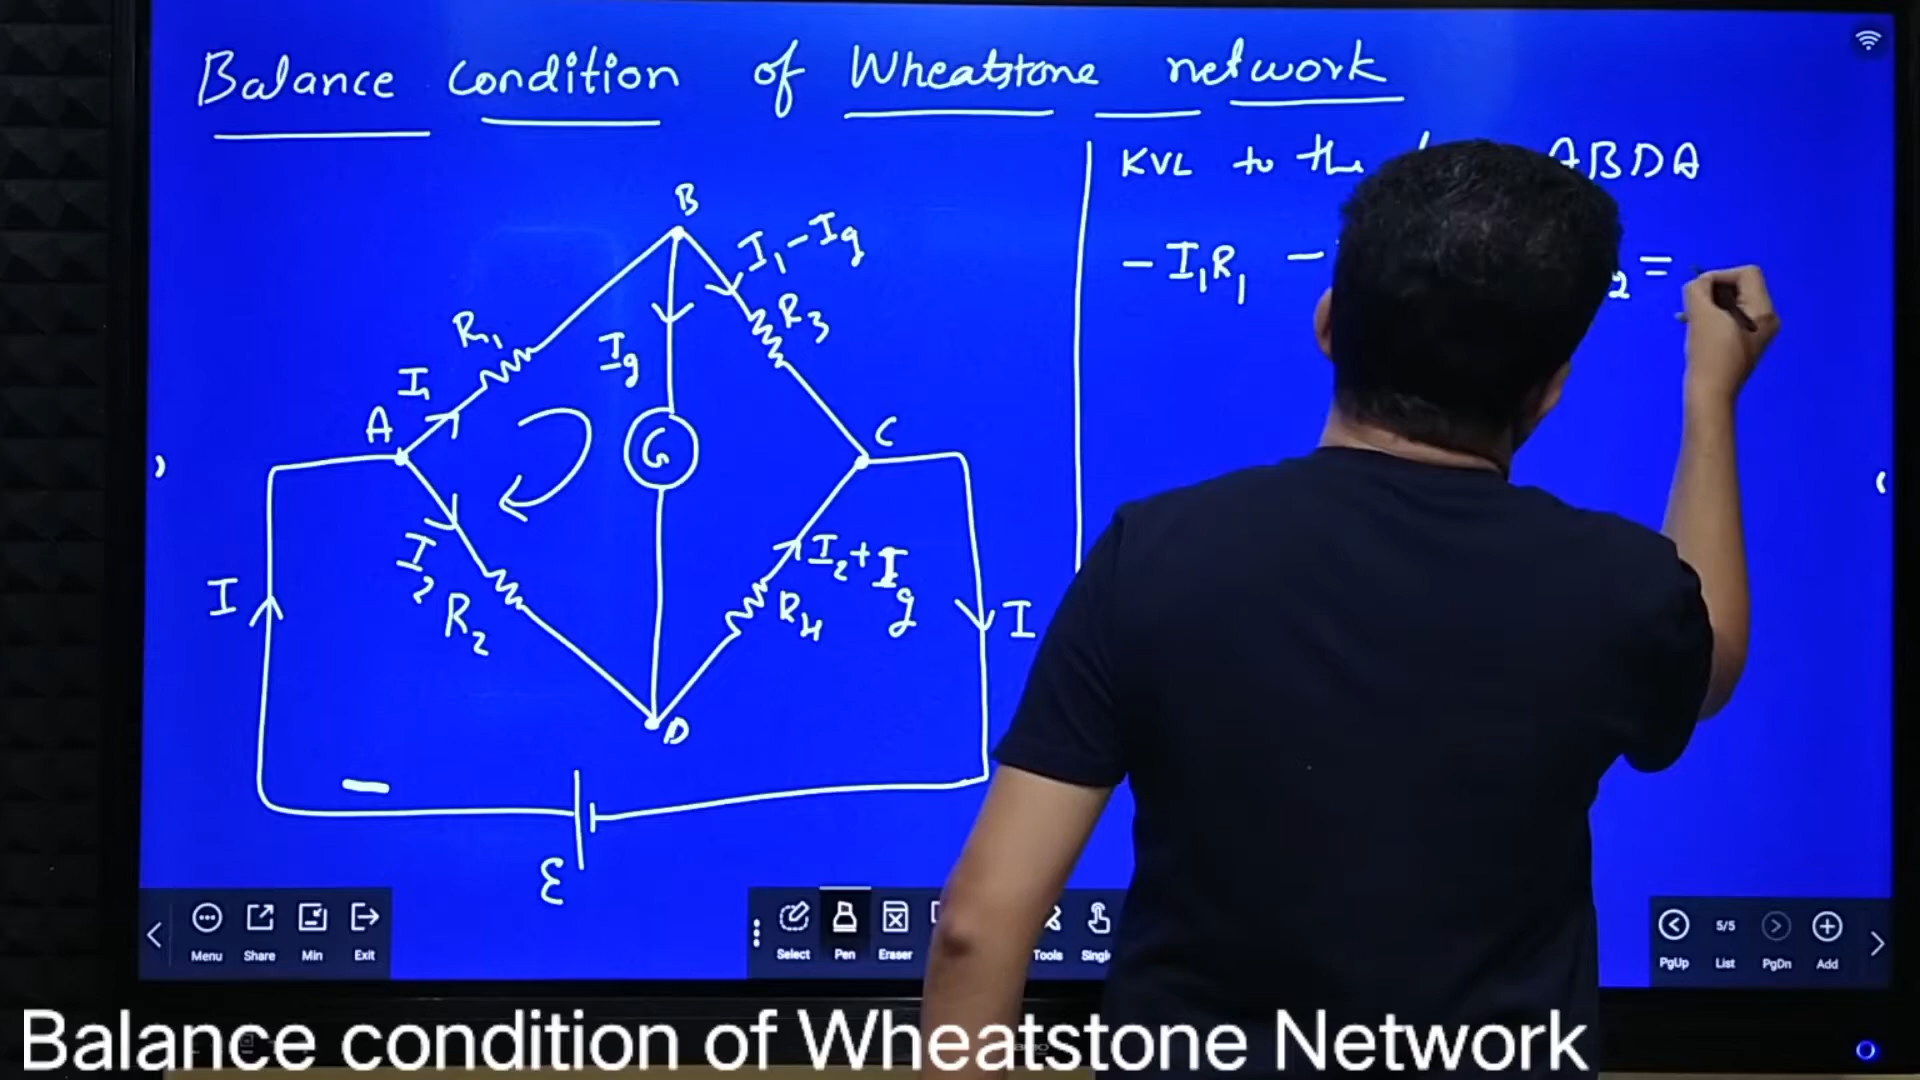 Balance condition of Wheatstone network
KVL to the ABDA
- I₁R₁ - ₂ =
B
I₁-Ig
R₃
R₁
Ig
I₁
A
G
C
I₂
R₂
I₂+Ig
R₄
I
I
D
ε
Menu Share Min Exit
Select Pen Eraser Tools
5/5
PgUp List PgDn Add
Balance condition of Wheatstone Network